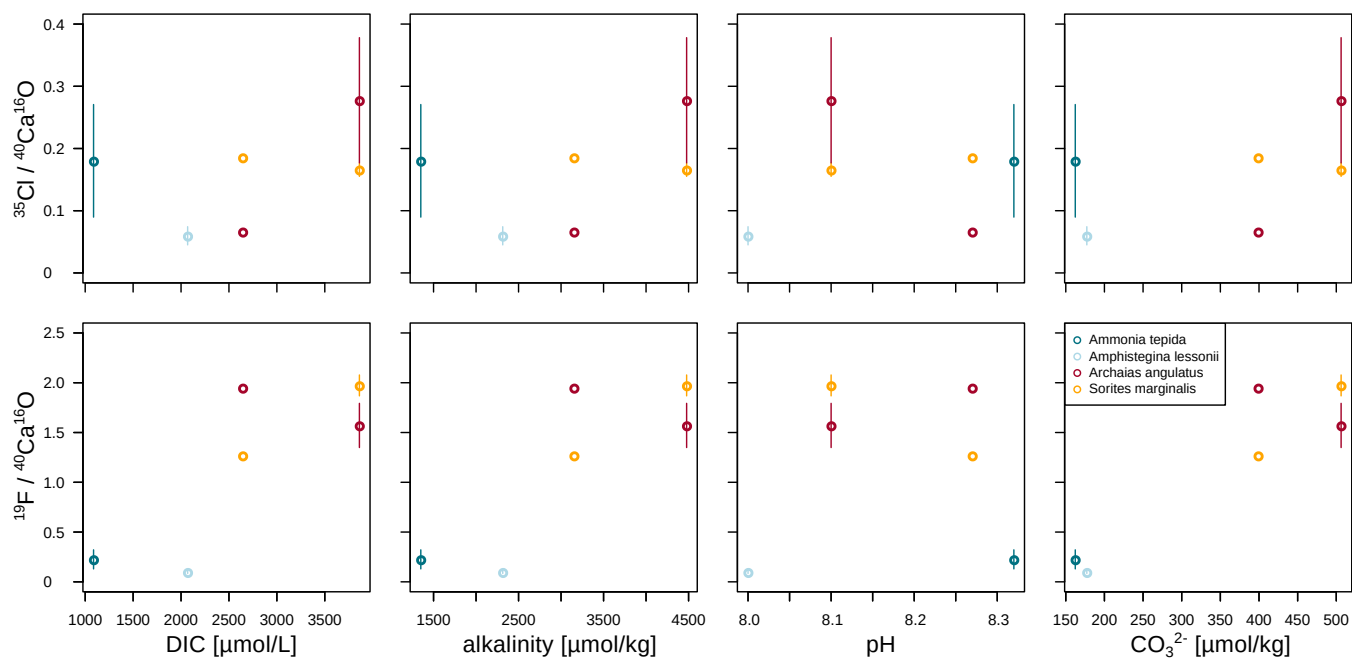 0.4
0.3
0.2
0.1
0
³⁵Cl / ⁴⁰Ca¹⁶O
2.5
2.0
1.5
1.0
0.5
0
¹⁹F / ⁴⁰Ca¹⁶O
Ammonia tepida
Amphistegina lessonii
Archaias angulatus
Sorites marginalis
1000 1500 2000 2500 3000 3500
DIC [µmol/L]
1500 2500 3500 4500
alkalinity [µmol/kg]
8.0 8.1 8.2 8.3
pH
150 200 250 300 350 400 450 500
CO₃²⁻ [µmol/kg]